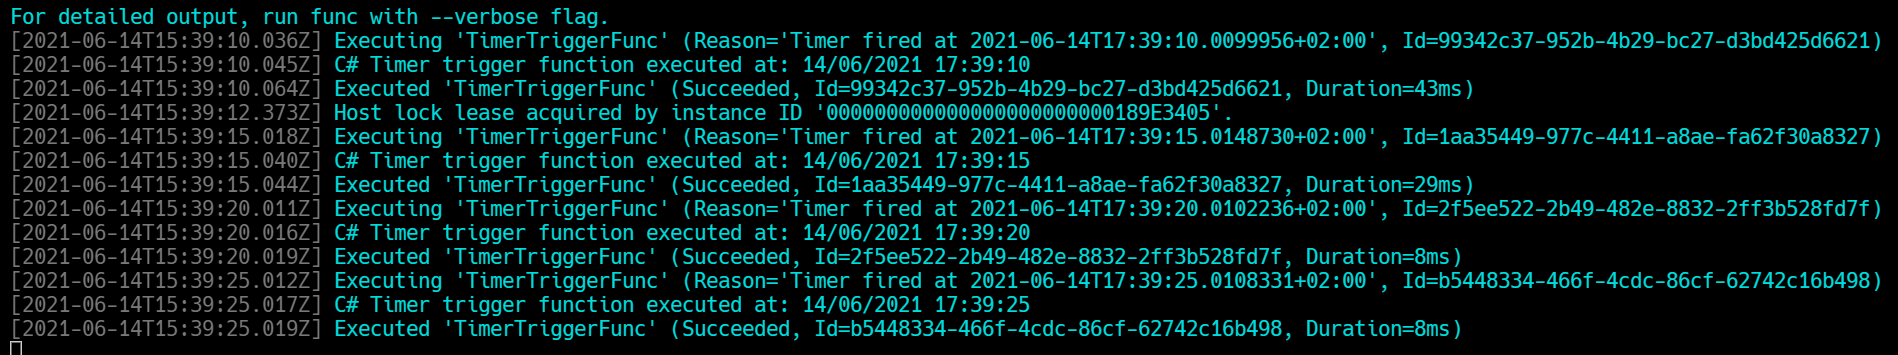 For detailed output, run func with --verbose flag.
[2021-06-14T15:39:10.036Z] Executing 'TimerTriggerFunc' (Reason='Timer fired at 2021-06-14T17:39:10.0099956+02:00', Id=99342c37-952b-4b29-bc27-d3bd425d6621)
[2021-06-14T15:39:10.045Z] C# Timer trigger function executed at: 14/06/2021 17:39:10
[2021-06-14T15:39:10.064Z] Executed 'TimerTriggerFunc' (Succeeded, Id=99342c37-952b-4b29-bc27-d3bd425d6621, Duration=43ms)
[2021-06-14T15:39:12.373Z] Host lock lease acquired by instance ID '000000000000000000000000189E3405'.
[2021-06-14T15:39:15.018Z] Executing 'TimerTriggerFunc' (Reason='Timer fired at 2021-06-14T17:39:15.0148730+02:00', Id=1aa35449-977c-4411-a8ae-fa62f30a8327)
[2021-06-14T15:39:15.040Z] C# Timer trigger function executed at: 14/06/2021 17:39:15
[2021-06-14T15:39:15.044Z] Executed 'TimerTriggerFunc' (Succeeded, Id=1aa35449-977c-4411-a8ae-fa62f30a8327, Duration=29ms)
[2021-06-14T15:39:20.011Z] Executing 'TimerTriggerFunc' (Reason='Timer fired at 2021-06-14T17:39:20.0102236+02:00', Id=2f5ee522-2b49-482e-8832-2ff3b528fd7f)
[2021-06-14T15:39:20.016Z] C# Timer trigger function executed at: 14/06/2021 17:39:20
[2021-06-14T15:39:20.019Z] Executed 'TimerTriggerFunc' (Succeeded, Id=2f5ee522-2b49-482e-8832-2ff3b528fd7f, Duration=8ms)
[2021-06-14T15:39:25.012Z] Executing 'TimerTriggerFunc' (Reason='Timer fired at 2021-06-14T17:39:25.0108331+02:00', Id=b5448334-466f-4cdc-86cf-62742c16b498)
[2021-06-14T15:39:25.017Z] C# Timer trigger function executed at: 14/06/2021 17:39:25
[2021-06-14T15:39:25.019Z] Executed 'TimerTriggerFunc' (Succeeded, Id=b5448334-466f-4cdc-86cf-62742c16b498, Duration=8ms)